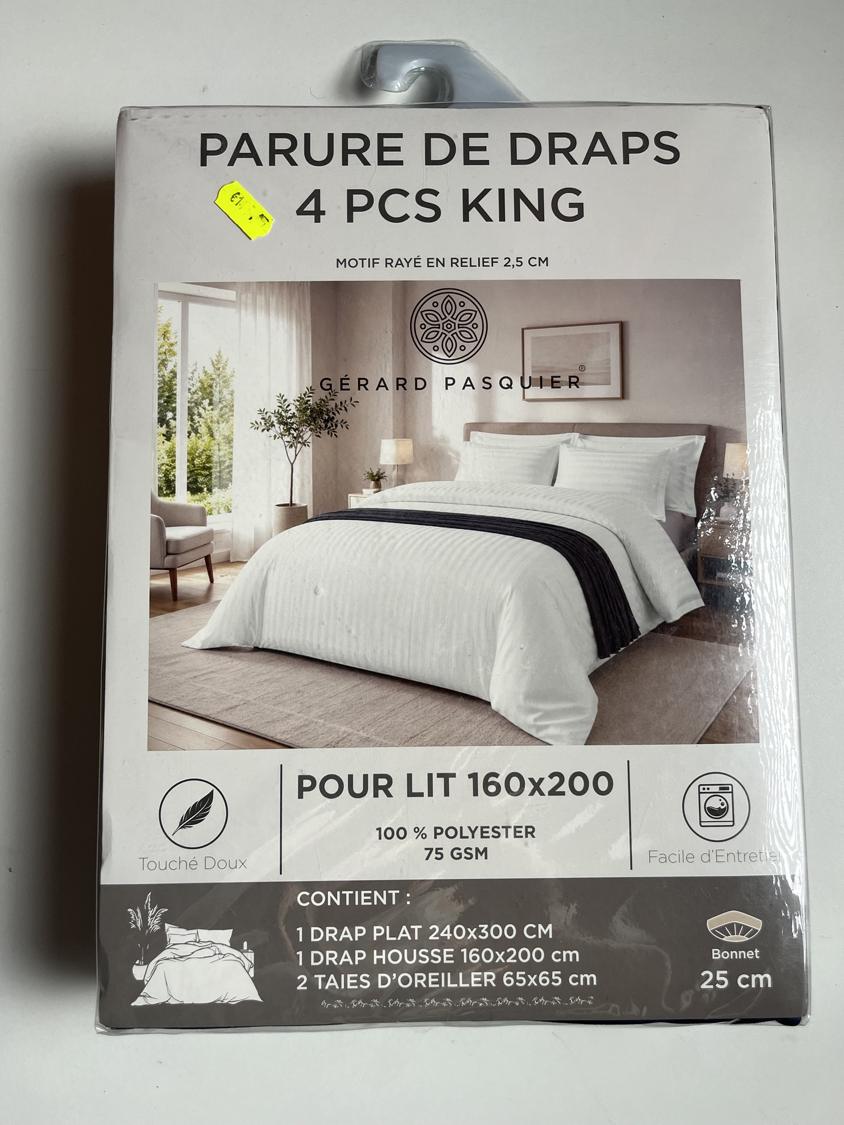 PARURE DE DRAPS
4 PCS KING
MOTIF RAYÉ EN RELIEF 2,5 CM
GÉRARD PASQUIER
POUR LIT 160x200
100 % POLYESTER
75 GSM
Touché Doux
Facile d'Entretie
CONTIENT :
1 DRAP PLAT 240x300 CM
1 DRAP HOUSSE 160x200 cm
2 TAIES D'OREILLER 65x65 cm
Bonnet
25 cm